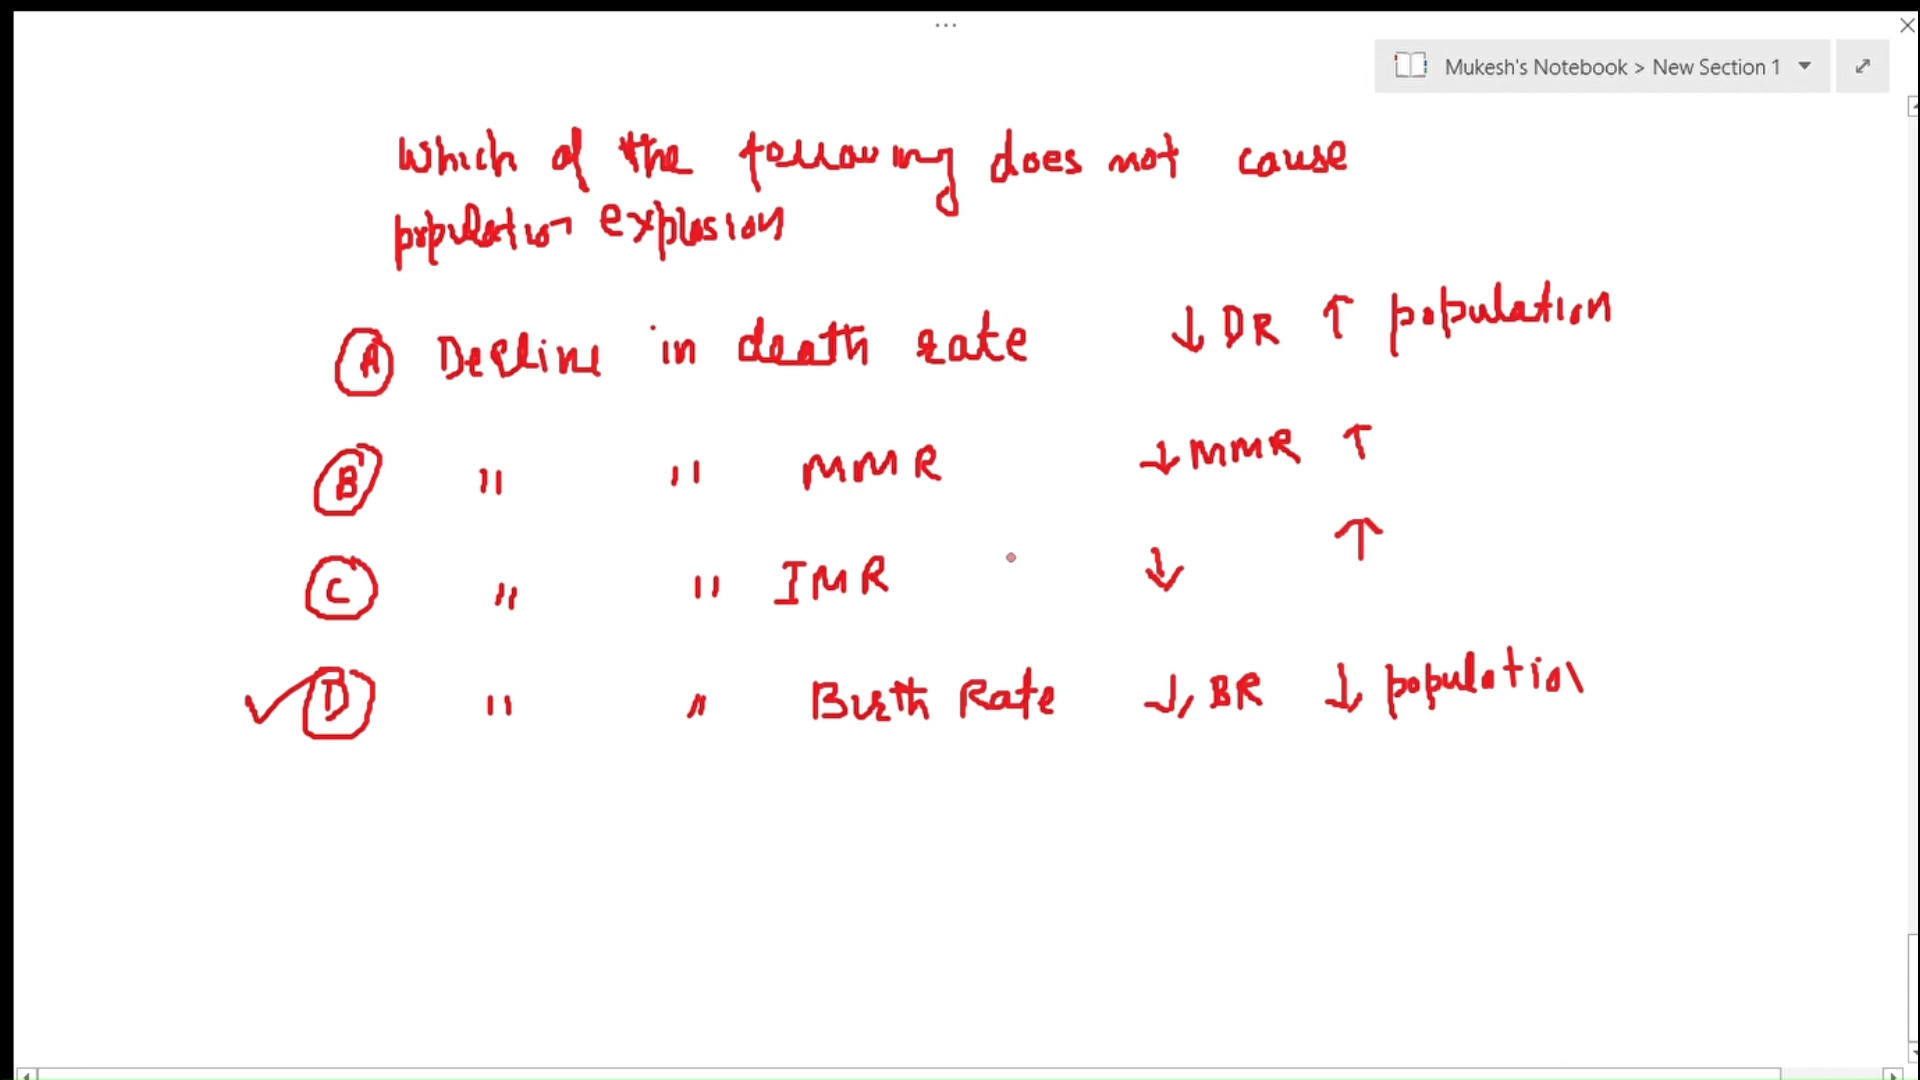 Mukesh's Notebook > New Section 1
Which of the following does not cause
population explosion
A Decline in death rate ↓ DR ↑ population
B " " MMR ↓ MMR ↑
C " " IMR ↓ ↑
✓ D " " Birth Rate ↓, BR ↓ population